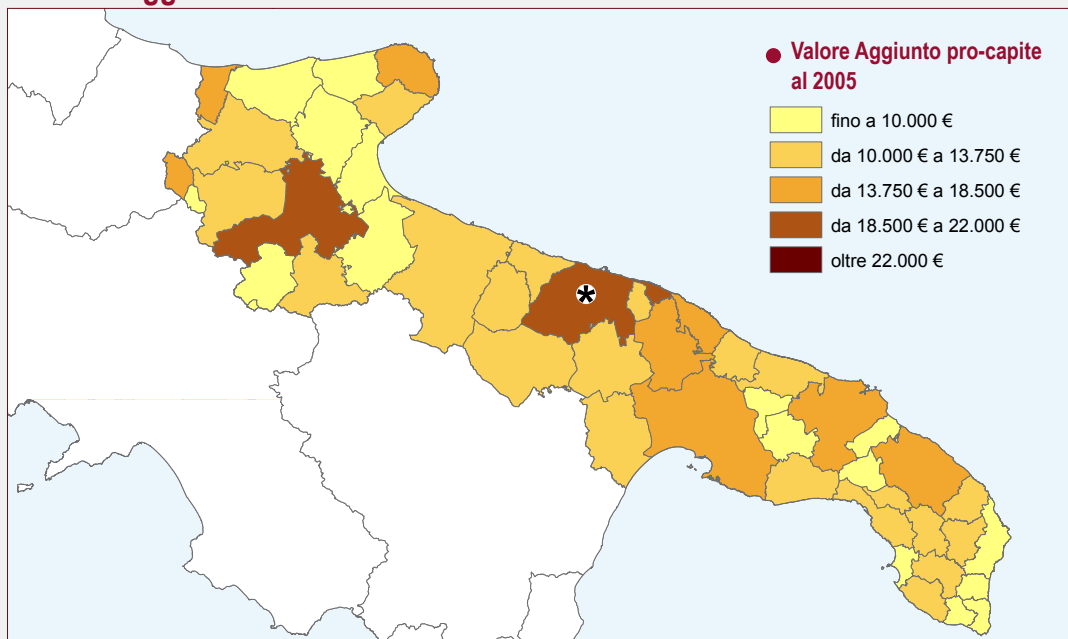 Valore Aggiunto pro-capite
al 2005
fino a 10.000 €
da 10.000 € a 13.750 €
da 13.750 € a 18.500 €
da 18.500 € a 22.000 €
oltre 22.000 €